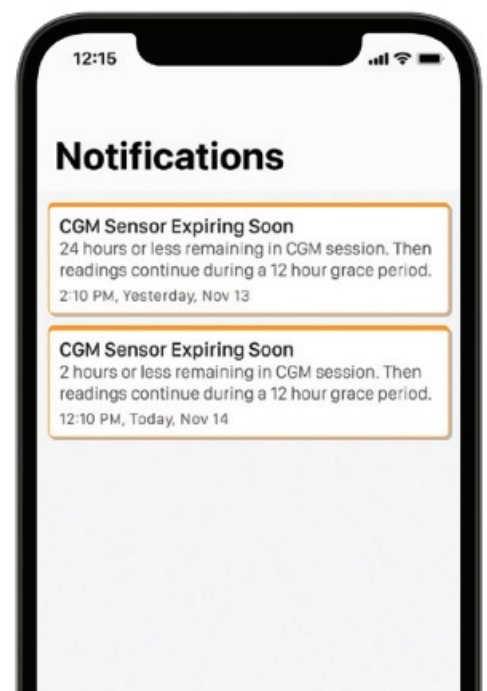 12:15
Notifications
CGM Sensor Expiring Soon
24 hours or less remaining in CGM session. Then
readings continue during a 12 hour grace period.
2:10 PM, Yesterday, Nov 13
CGM Sensor Expiring Soon
2 hours or less remaining in CGM session. Then
readings continue during a 12 hour grace period.
12:10 PM, Today, Nov 14